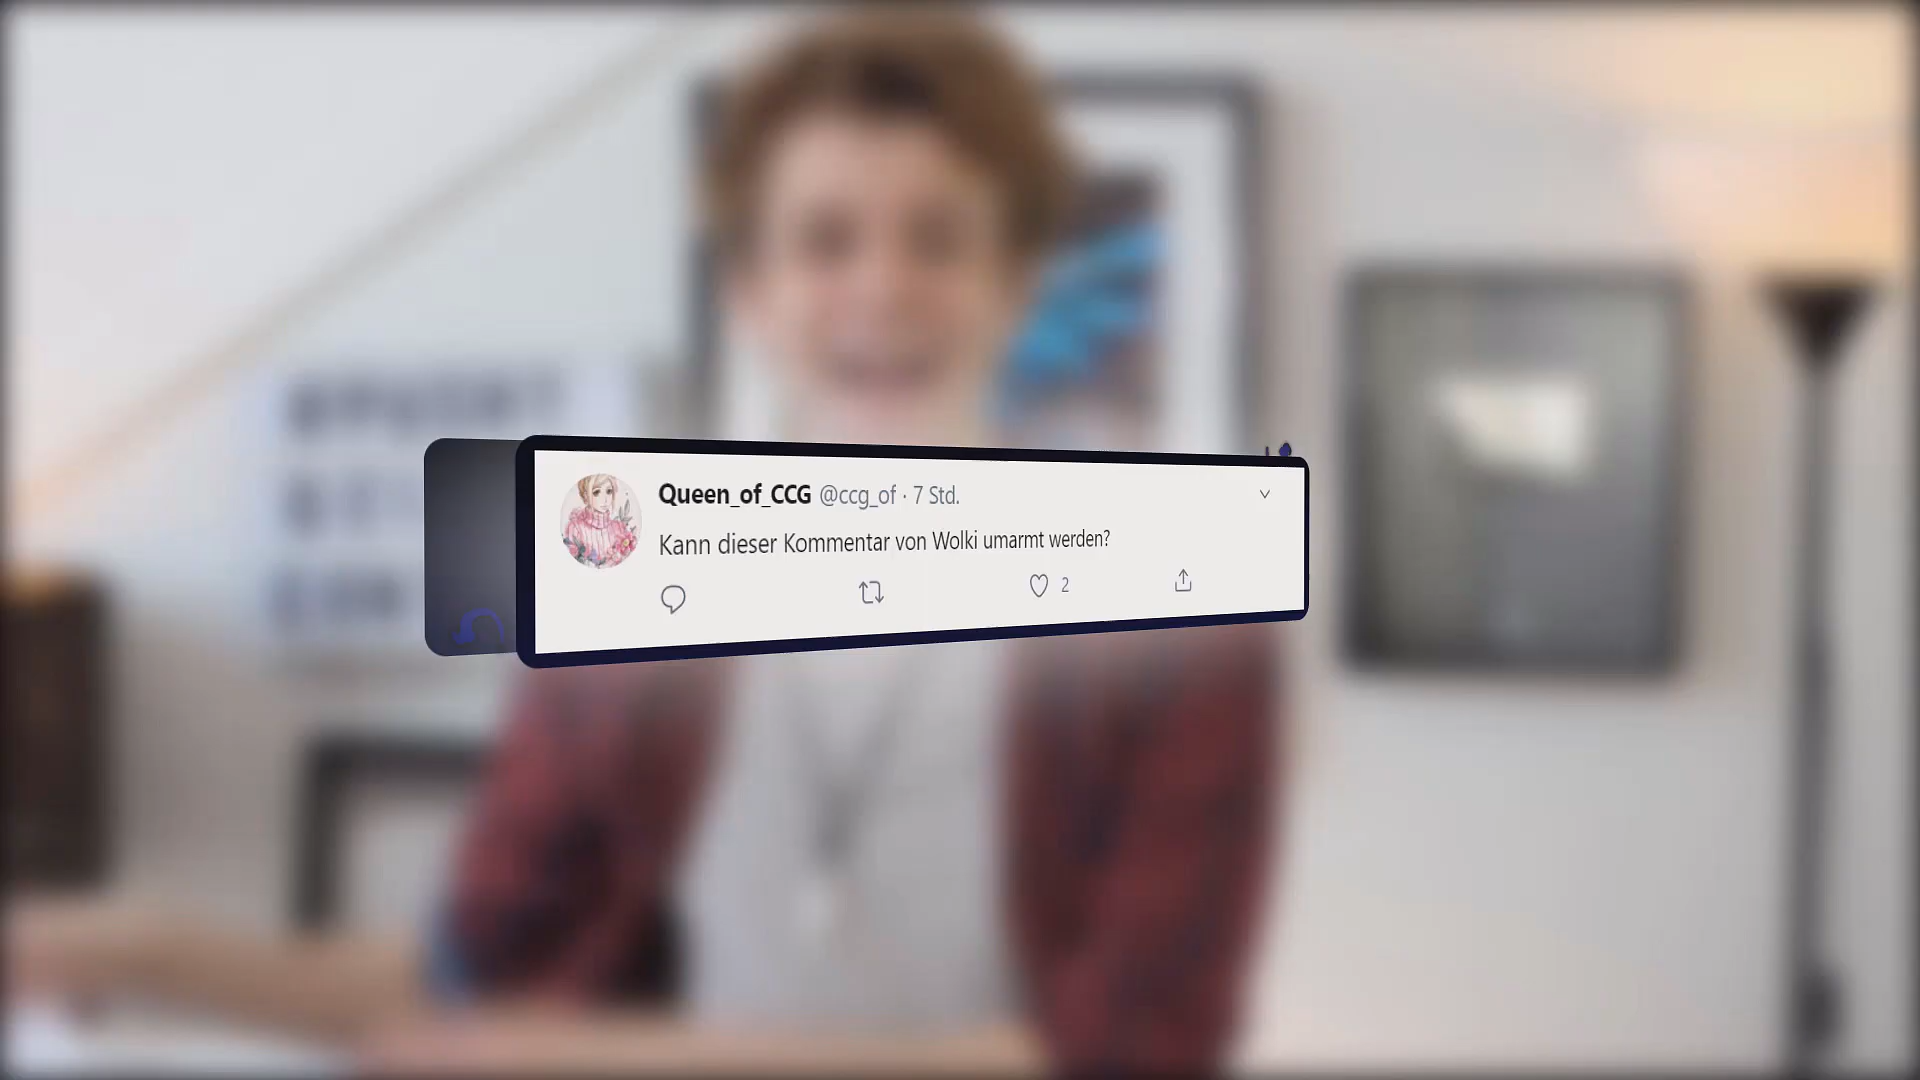 Queen_of_CCG @ccg_of · 7 Std.
Kann dieser Kommentar von Wolki umarmt werden?
2